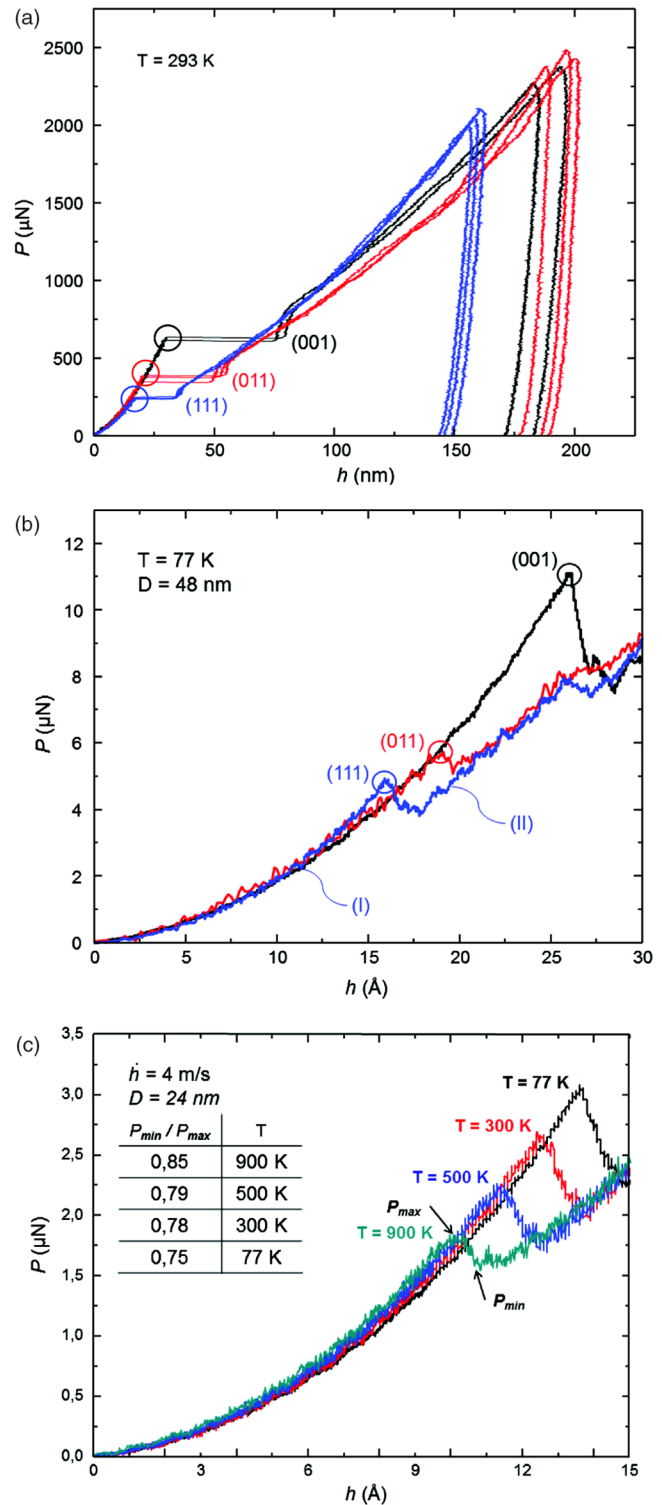 (a)
T = 293 K
P (µN)
2500
2000
1500
1000
500
0
(001)
(011)
(111)
0 50 100 150 200
h (nm)
(b)
T = 77 K
D = 48 nm
P (µN)
12
10
8
6
4
2
0
(001)
(011)
(111)
(II)
(I)
0 5 10 15 20 25 30
h (Å)
(c)
ḣ = 4 m/s
D = 24 nm
Pmin / Pmax T
0,85 900 K
0,79 500 K
0,78 300 K
0,75 77 K
P (µN)
3,5
3,0
2,5
2,0
1,5
1,0
0,5
0,0
T = 77 K
T = 300 K
T = 500 K
Pmax
T = 900 K
Pmin
0 3 6 9 12 15
h (Å)